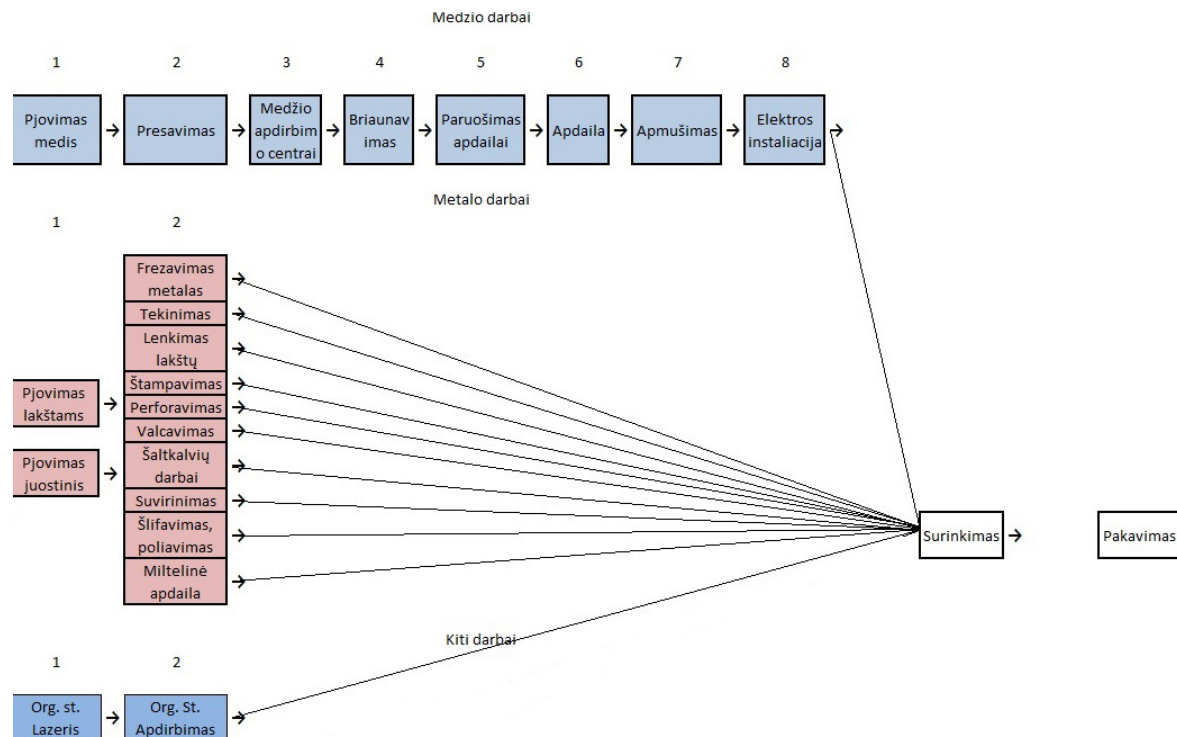 Medzio darbai
1 2 3 4 5 6 7 8
Pjovimas
medis
Presavimas
Medžio
apdirbim
o centrai
Briaunav
imas
Paruošimas
apdailai
Apdaila
Apmušimas
Elektros
instaliacija
Metalo darbai
1 2
Pjovimas
lakštams
Pjovimas
juostinis
Frezavimas
metalas
Tekinimas
Lenkimas
lakštų
Štampavimas
Perforavimas
Valcavimas
Šaltkalvių
darbai
Suvirinimas
Šlifavimas,
poliavimas
Miltelinė
apdaila
Surinkimas
Pakavimas
Kiti darbai
1 2
Org. st.
Lazeris
Org. St.
Apdirbimas